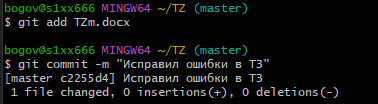 bogov@s1xx666 MINGW64 ~/TZ (master)
$ git add TZm.docx
bogov@s1xx666 MINGW64 ~/TZ (master)
$ git commit -m "Исправил ошибки в ТЗ"
[master c2255d4] Исправил ошибки в ТЗ
1 file changed, 0 insertions(+), 0 deletions(-)